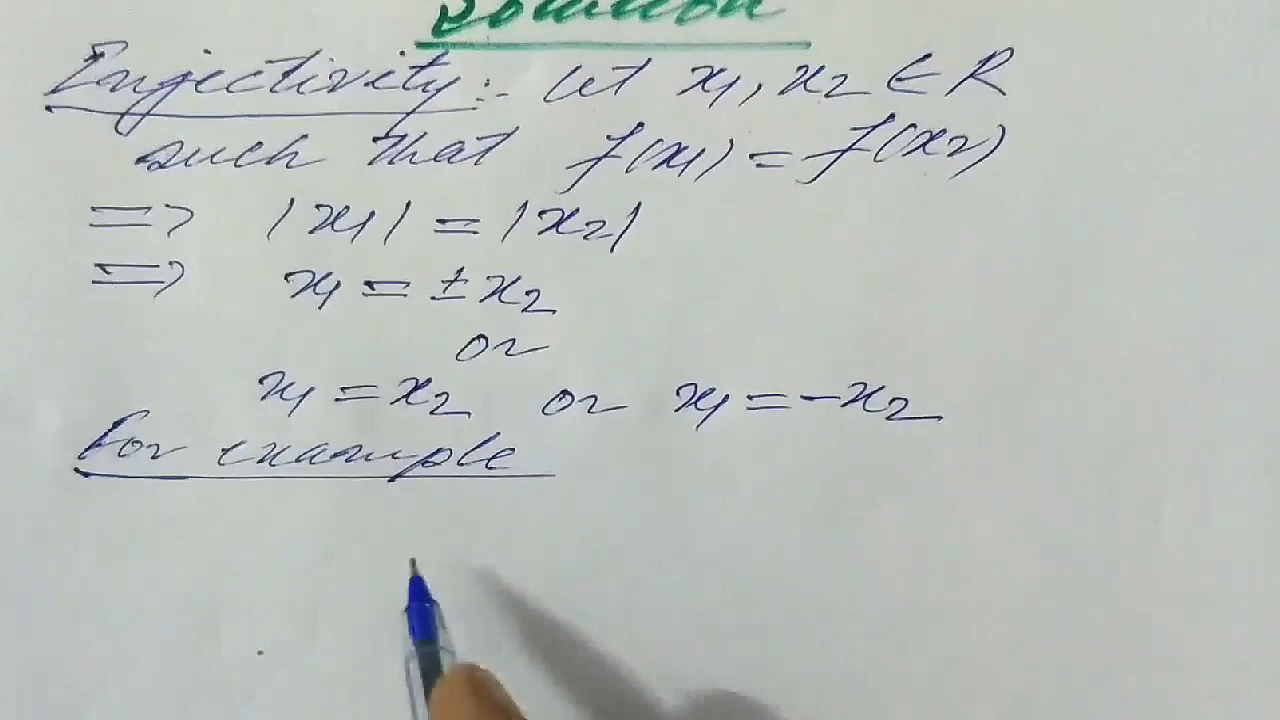 Solution
Injectivity:- Let x₁, x₂ ∈ R
such that f(x₁) = f(x₂)
=> |x₁| = |x₂|
=> x₁ = ± x₂
or
x₁ = x₂ or x₁ = -x₂
For example